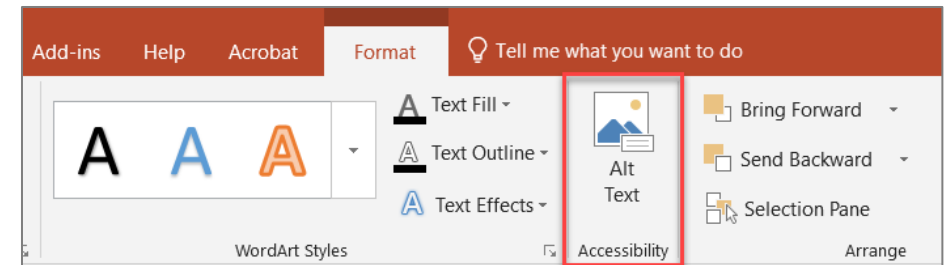 Add-ins Help Acrobat Format Tell me what you want to do
A A A
A Text Fill
A Text Outline
A Text Effects
WordArt Styles
Alt
Text
Accessibility
Bring Forward
Send Backward
Selection Pane
Arrange